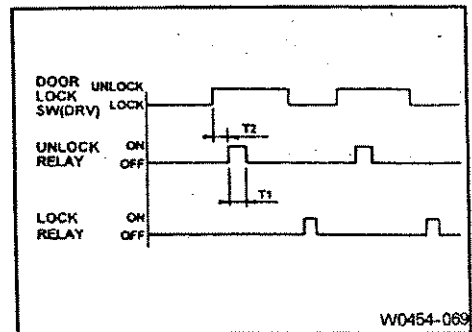 DOOR UNLOCK
LOCK
SW(DRV) LOCK
T2
UNLOCK ON
RELAY OFF
T1
LOCK ON
RELAY OFF
W0454-069